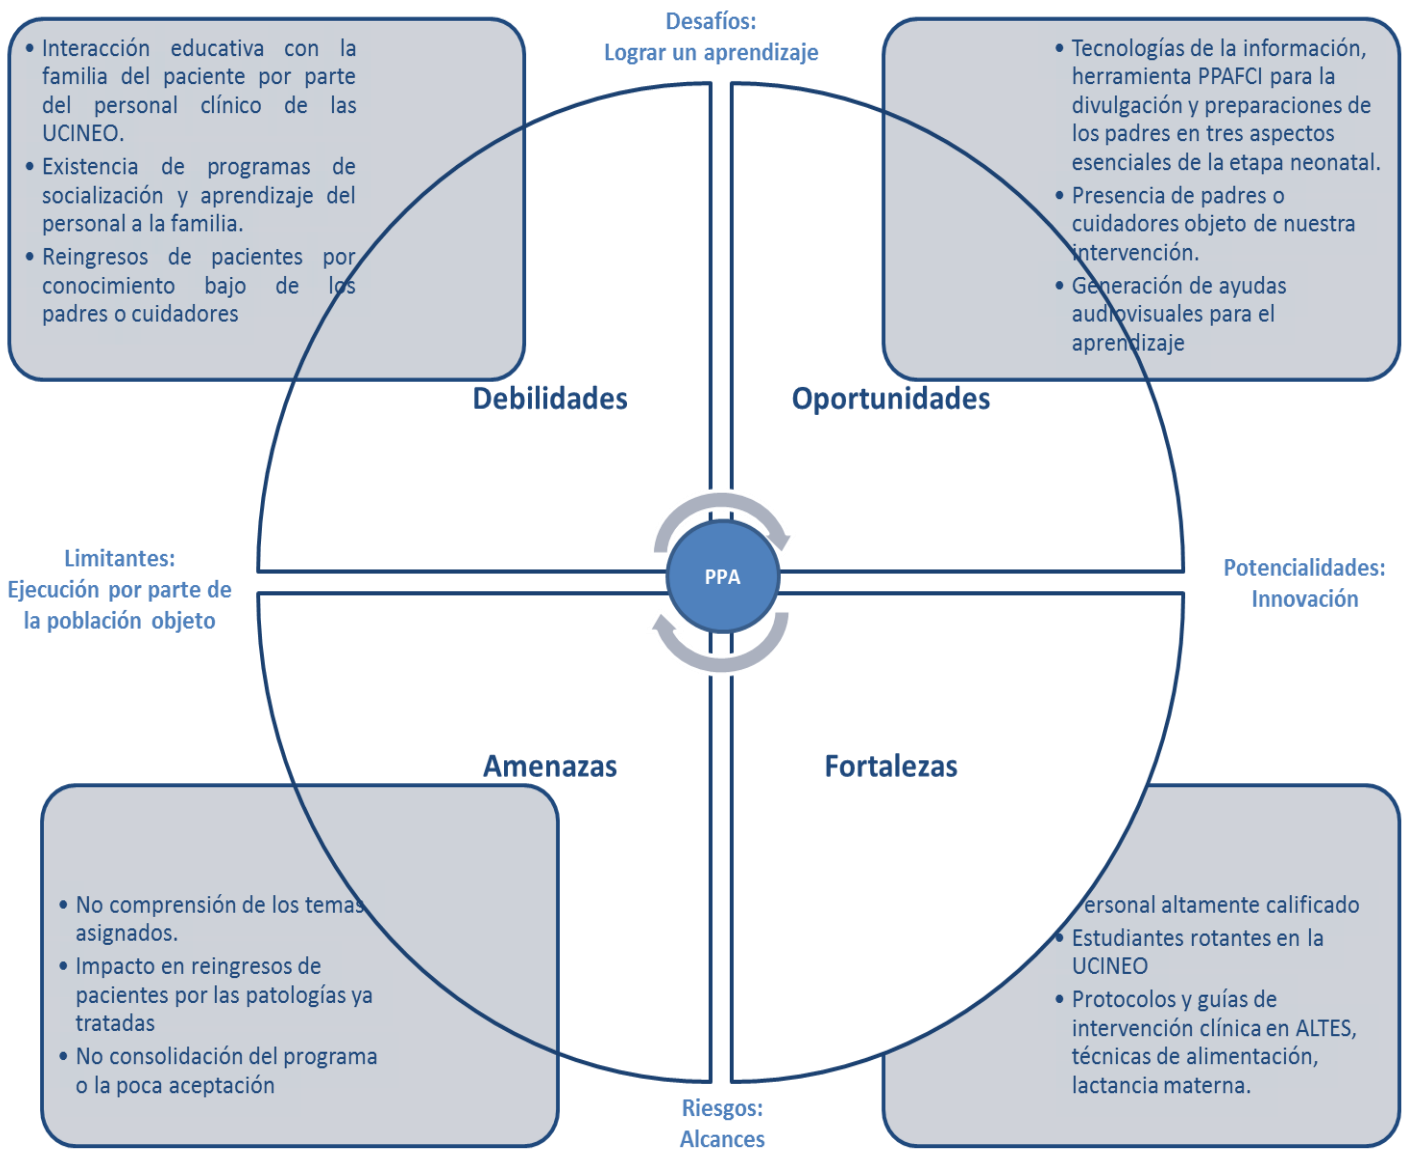 Desafíos:
Lograr un aprendizaje
• Interacción educativa con la
familia del paciente por parte
del personal clínico de las
UCINEO.
• Existencia de programas de
socialización y aprendizaje del
personal a la familia.
• Reingresos de pacientes por
conocimiento bajo de los
padres o cuidadores
• Tecnologías de la información,
herramienta PPAFCI para la
divulgación y preparaciones de
los padres en tres aspectos
esenciales de la etapa neonatal.
• Presencia de padres o
cuidadores objeto de nuestra
intervención.
• Generación de ayudas
audiovisuales para el
aprendizaje
Debilidades
Oportunidades
Limitantes:
Ejecución por parte de
la población objeto
PPA
Potencialidades:
Innovación
Amenazas
Fortalezas
• No comprensión de los temas
asignados.
• Impacto en reingresos de
pacientes por las patologías ya
tratadas
• No consolidación del programa
o la poca aceptación
Personal altamente calificado
• Estudiantes rotantes en la
UCINEO
• Protocolos y guías de
intervención clínica en ALTES,
técnicas de alimentación,
lactancia materna.
Riesgos:
Alcances